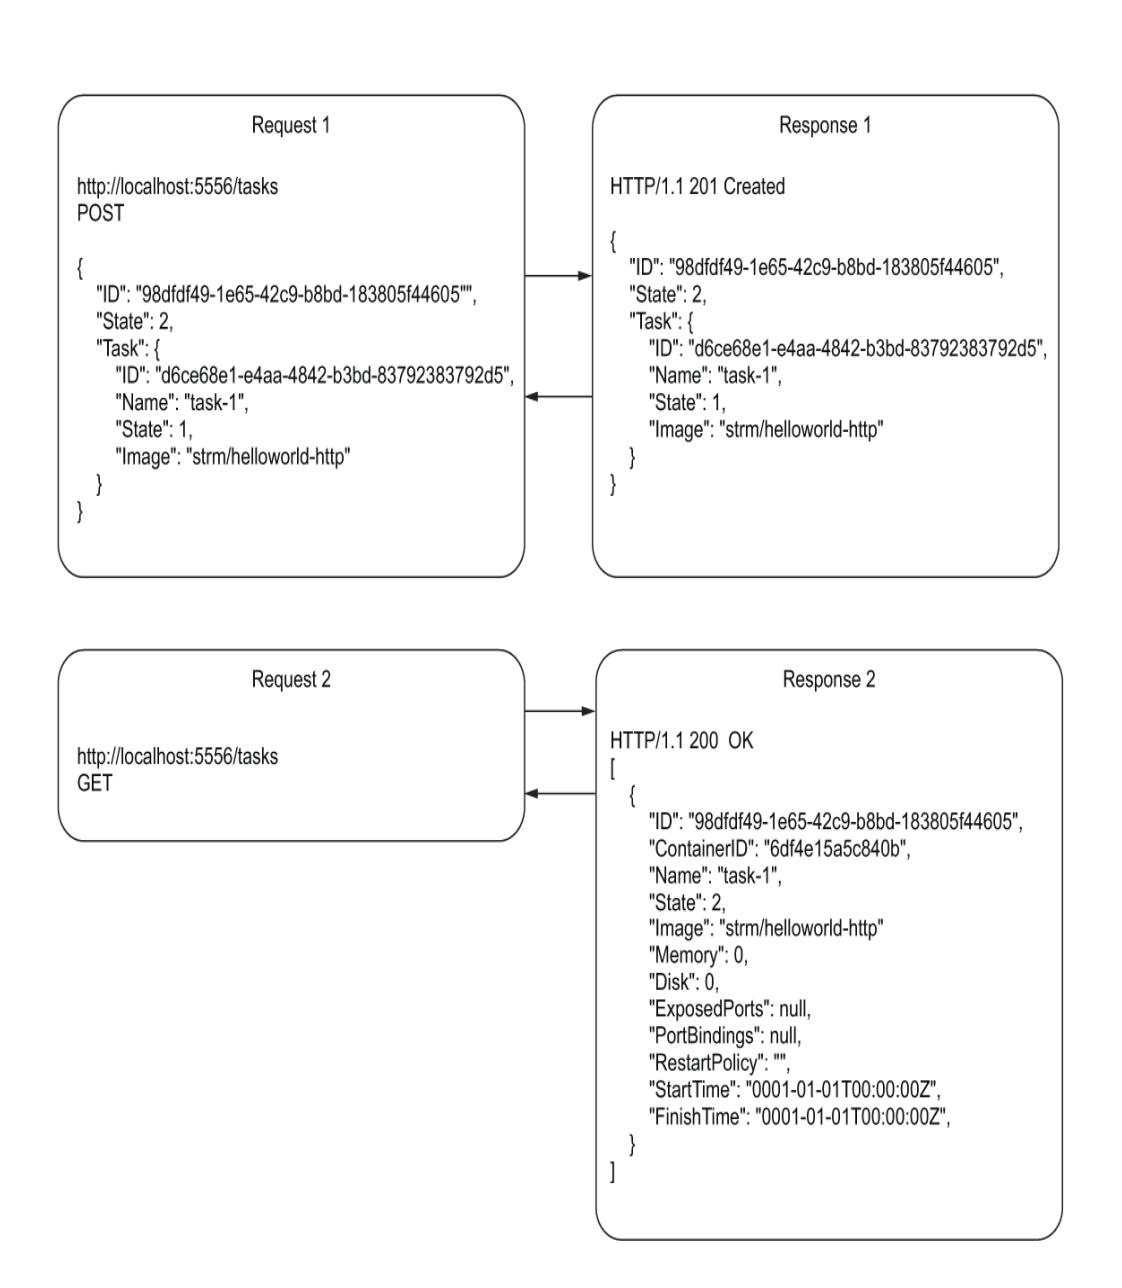 Request 1
http://localhost:5556/tasks
POST
{
"ID": "98dfdf49-1e65-42c9-b8bd-183805f44605"",
"State": 2,
"Task": {
"ID": "d6ce68e1-e4aa-4842-b3bd-83792383792d5",
"Name": "task-1",
"State": 1,
"Image": "strm/helloworld-http"
}
}
Response 1
HTTP/1.1 201 Created
{
"ID": "98dfdf49-1e65-42c9-b8bd-183805f44605",
"State": 2,
"Task": {
"ID": "d6ce68e1-e4aa-4842-b3bd-83792383792d5",
"Name": "task-1",
"State": 1,
"Image": "strm/helloworld-http"
}
}
Request 2
http://localhost:5556/tasks
GET
Response 2
HTTP/1.1 200  OK
[
{
"ID": "98dfdf49-1e65-42c9-b8bd-183805f44605",
"ContainerID": "6df4e15a5c840b",
"Name": "task-1",
"State": 2,
"Image": "strm/helloworld-http"
"Memory": 0,
"Disk": 0,
"ExposedPorts": null,
"PortBindings": null,
"RestartPolicy": "",
"StartTime": "0001-01-01T00:00:00Z",
"FinishTime": "0001-01-01T00:00:00Z",
}
]